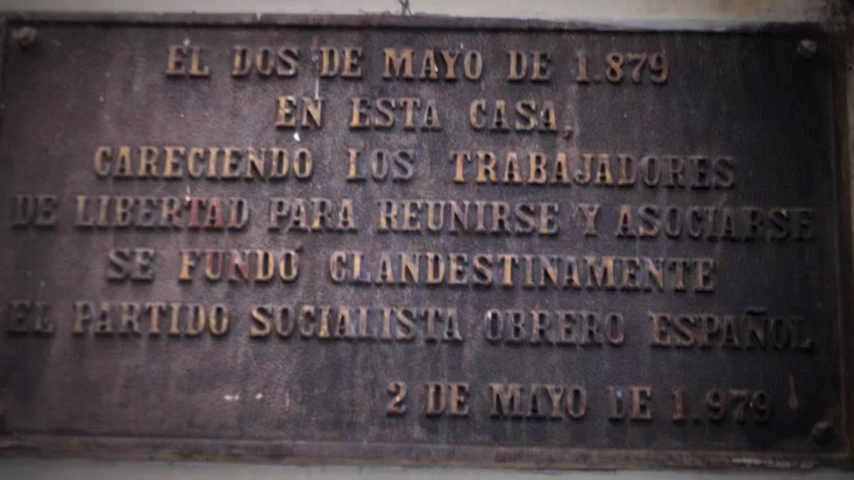 EL DOS DE MAYO DE 1.879
EN ESTA CASA,
CARECIENDO LOS TRABAJADORES
DE LIBERTAD PARA REUNIRSE Y ASOCIARSE
SE FUNDÓ CLANDESTINAMENTE
EL PARTIDO SOCIALISTA OBRERO ESPAÑOL.
2 DE MAYO DE 1.979